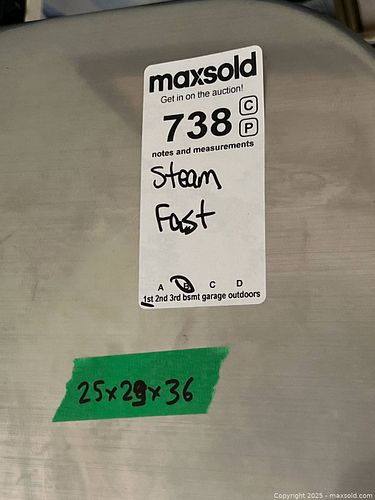 maxsold
Get in on the auction!
738 C
P
notes and measurements
Steam
Fast
A B C D
1st 2nd 3rd bsmt garage outdoors
25x29x36
Copyright © 2025 - maxsold.com